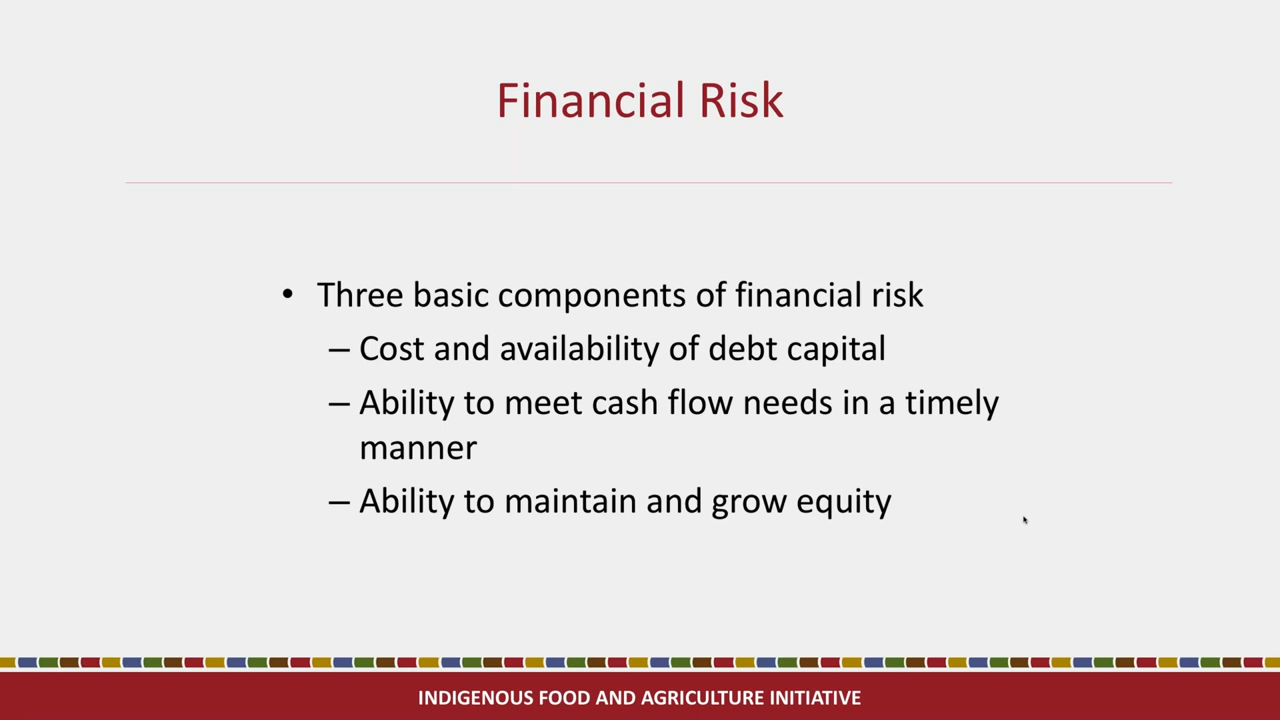 Financial Risk
• Three basic components of financial risk
– Cost and availability of debt capital
– Ability to meet cash flow needs in a timely
manner
– Ability to maintain and grow equity
INDIGENOUS FOOD AND AGRICULTURE INITIATIVE